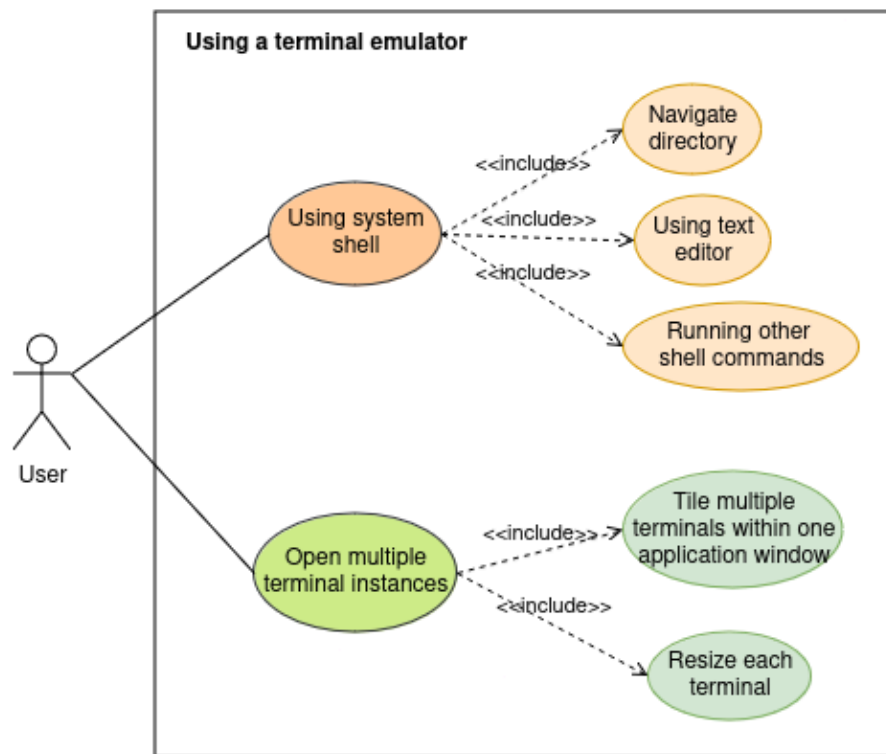 Using a terminal emulator
Navigate
directory
<<include>>
Using system
shell
<<include>>
Using text
editor
<<include>>
Running other
shell commands
User
Tile multiple
terminals within one
application window
<<include>>
Open multiple
terminal instances
<<include>>
Resize each
terminal